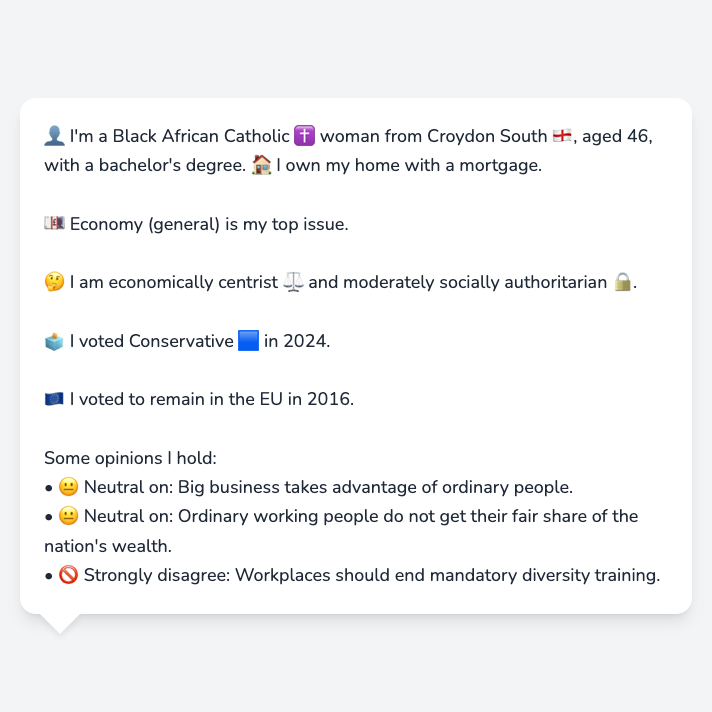 👤 I'm a Black African Catholic ✝️ woman from Croydon South 🏴󠁧󠁢󠁥󠁮󠁧󠁿, aged 46,
with a bachelor's degree. 🏠 I own my home with a mortgage.
💷 Economy (general) is my top issue.
🤔 I am economically centrist ⚖️ and moderately socially authoritarian 🔒.
🗳️ I voted Conservative 🟦 in 2024.
🇪🇺 I voted to remain in the EU in 2016.
Some opinions I hold:
• 😐 Neutral on: Big business takes advantage of ordinary people.
• 😐 Neutral on: Ordinary working people do not get their fair share of the
nation's wealth.
• 🚫 Strongly disagree: Workplaces should end mandatory diversity training.